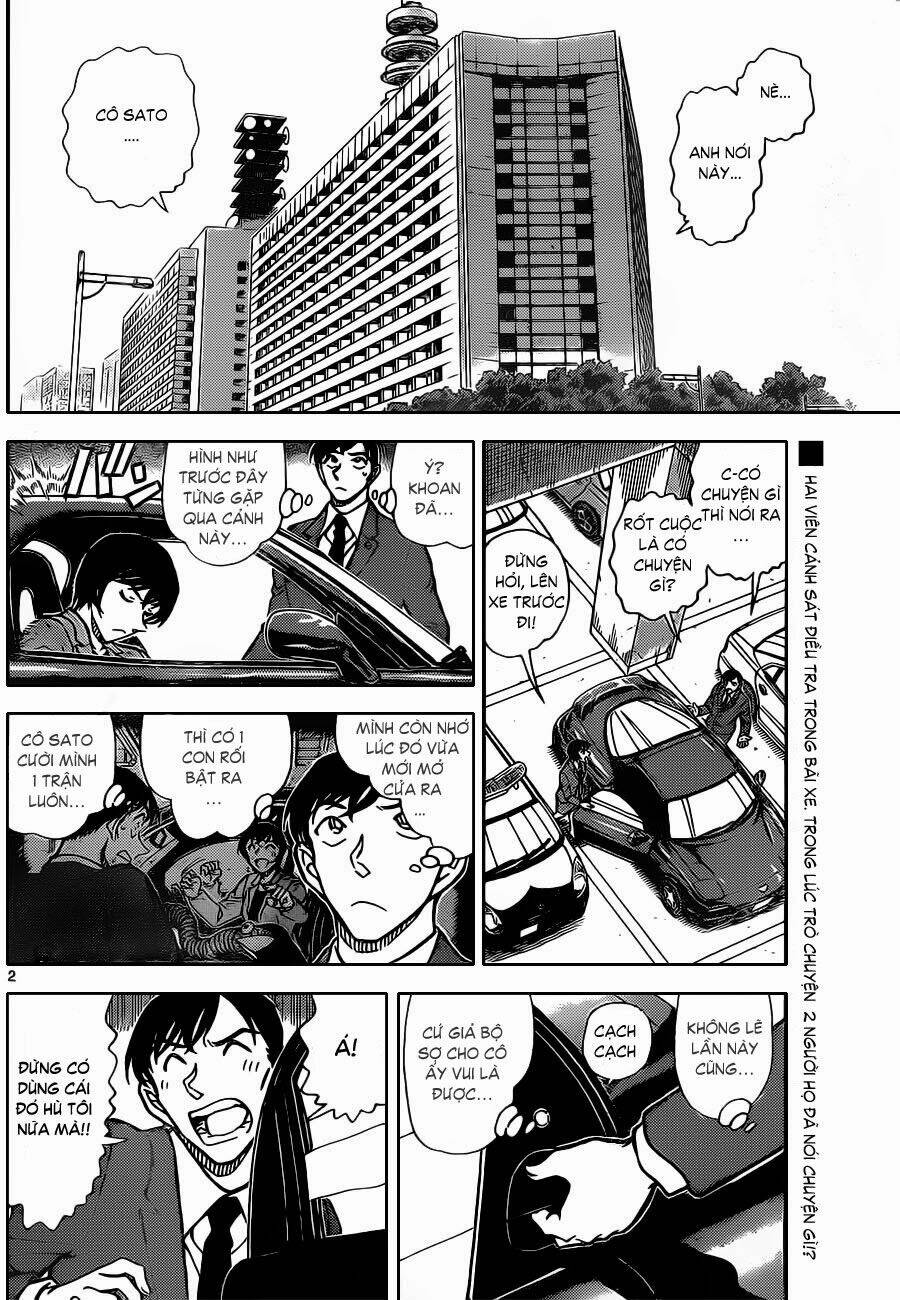 NÈ...
ANH NÓI
NÀY...
CÔ SATO
....
C-CÓ
CHUYỆN GÌ
THÌ NÓI RA
...
RỐT CUỘC
LÀ CÓ
CHUYỆN
GÌ?
ĐỪNG
HỎI, LÊN
XE TRƯỚC
ĐI!
Ý?
KHOAN
ĐÃ...
HÌNH NHƯ
TRƯỚC ĐÂY
TỪNG GẶP
QUA CẢNH
NÀY...
MÌNH CÒN NHỚ
LÚC ĐÓ VỪA
MỚI MỞ
CỬA RA
...
THÌ CÓ 1
CON RỐI
BẬT RA
...
CÔ SATO
CƯỜI MÌNH
1 TRẬN
LUÔN...
HAI VIÊN CẢNH SÁT ĐIỀU TRA TRONG BÃI XE. TRONG LÚC TRÒ CHUYỆN 2 NGƯỜI HỌ ĐÃ NÓI CHUYỆN GÌ!?
2
KHÔNG LẼ
LẦN NÀY
CŨNG...
CẠCH
CẠCH
CỨ GIẢ BỘ
SỢ CHO CÔ
ẤY VUI LÀ
ĐƯỢC...
Á!
ĐỪNG CÓ
DÙNG CÁI
ĐÓ HÙ TÔI
NỮA MÀ!!